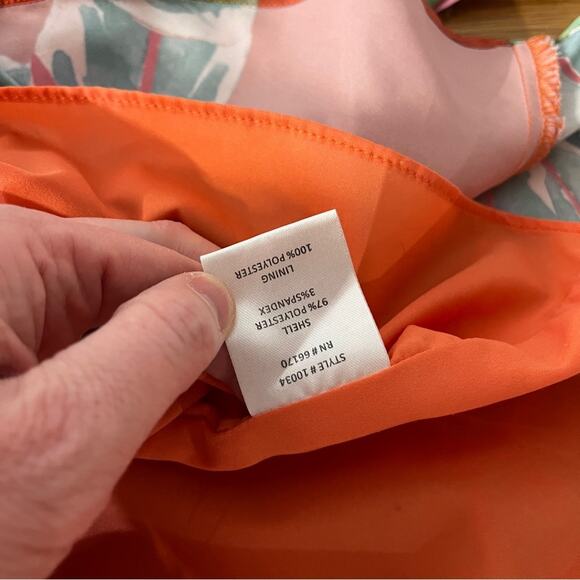 STYLE # 10034
RN # 66170
SHELL
97% POLYESTER
3%SPANDEX
LINING
100% POLYESTER